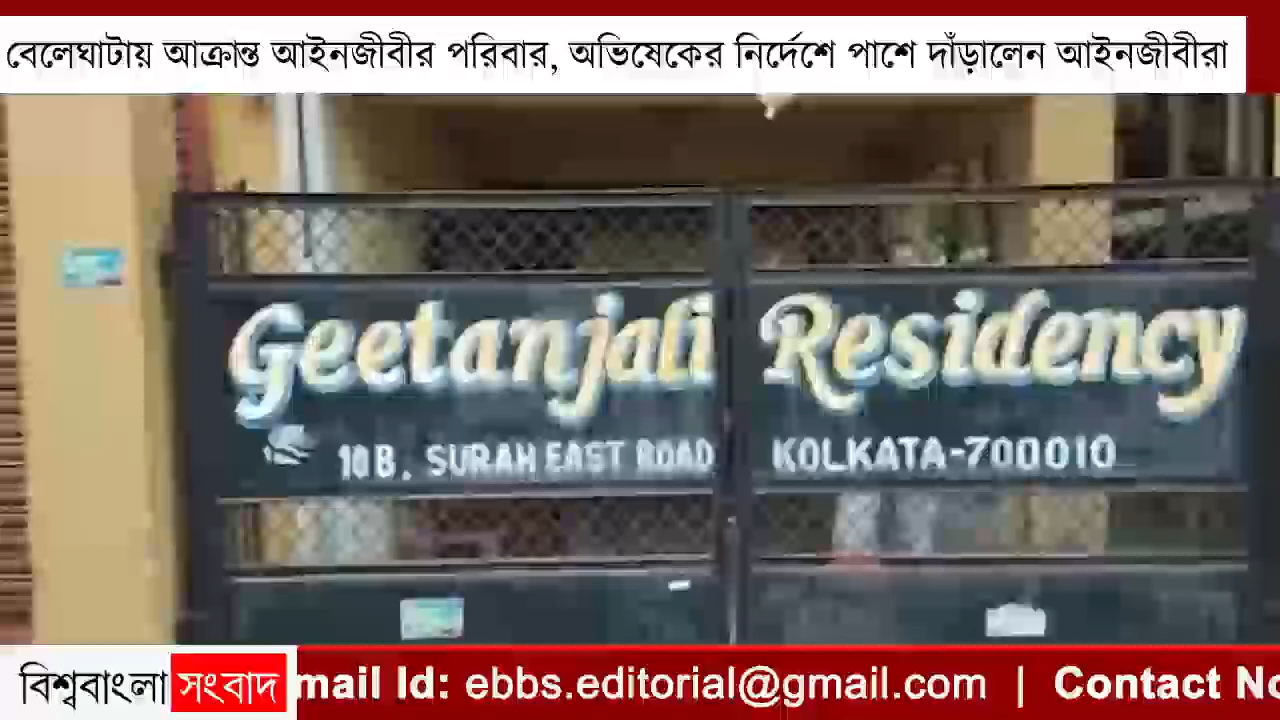 বেলেঘাটায় আক্রান্ত আইনজীবীর পরিবার, অভিষেকের নির্দেশে পাশে দাঁড়ালেন আইনজীবীরা
Geetanjali Residency
10B, SURAH EAST ROAD KOLKATA-700010
বিশ্ববাংলা সংবাদ mail Id: ebbs.editorial@gmail.com | Contact No